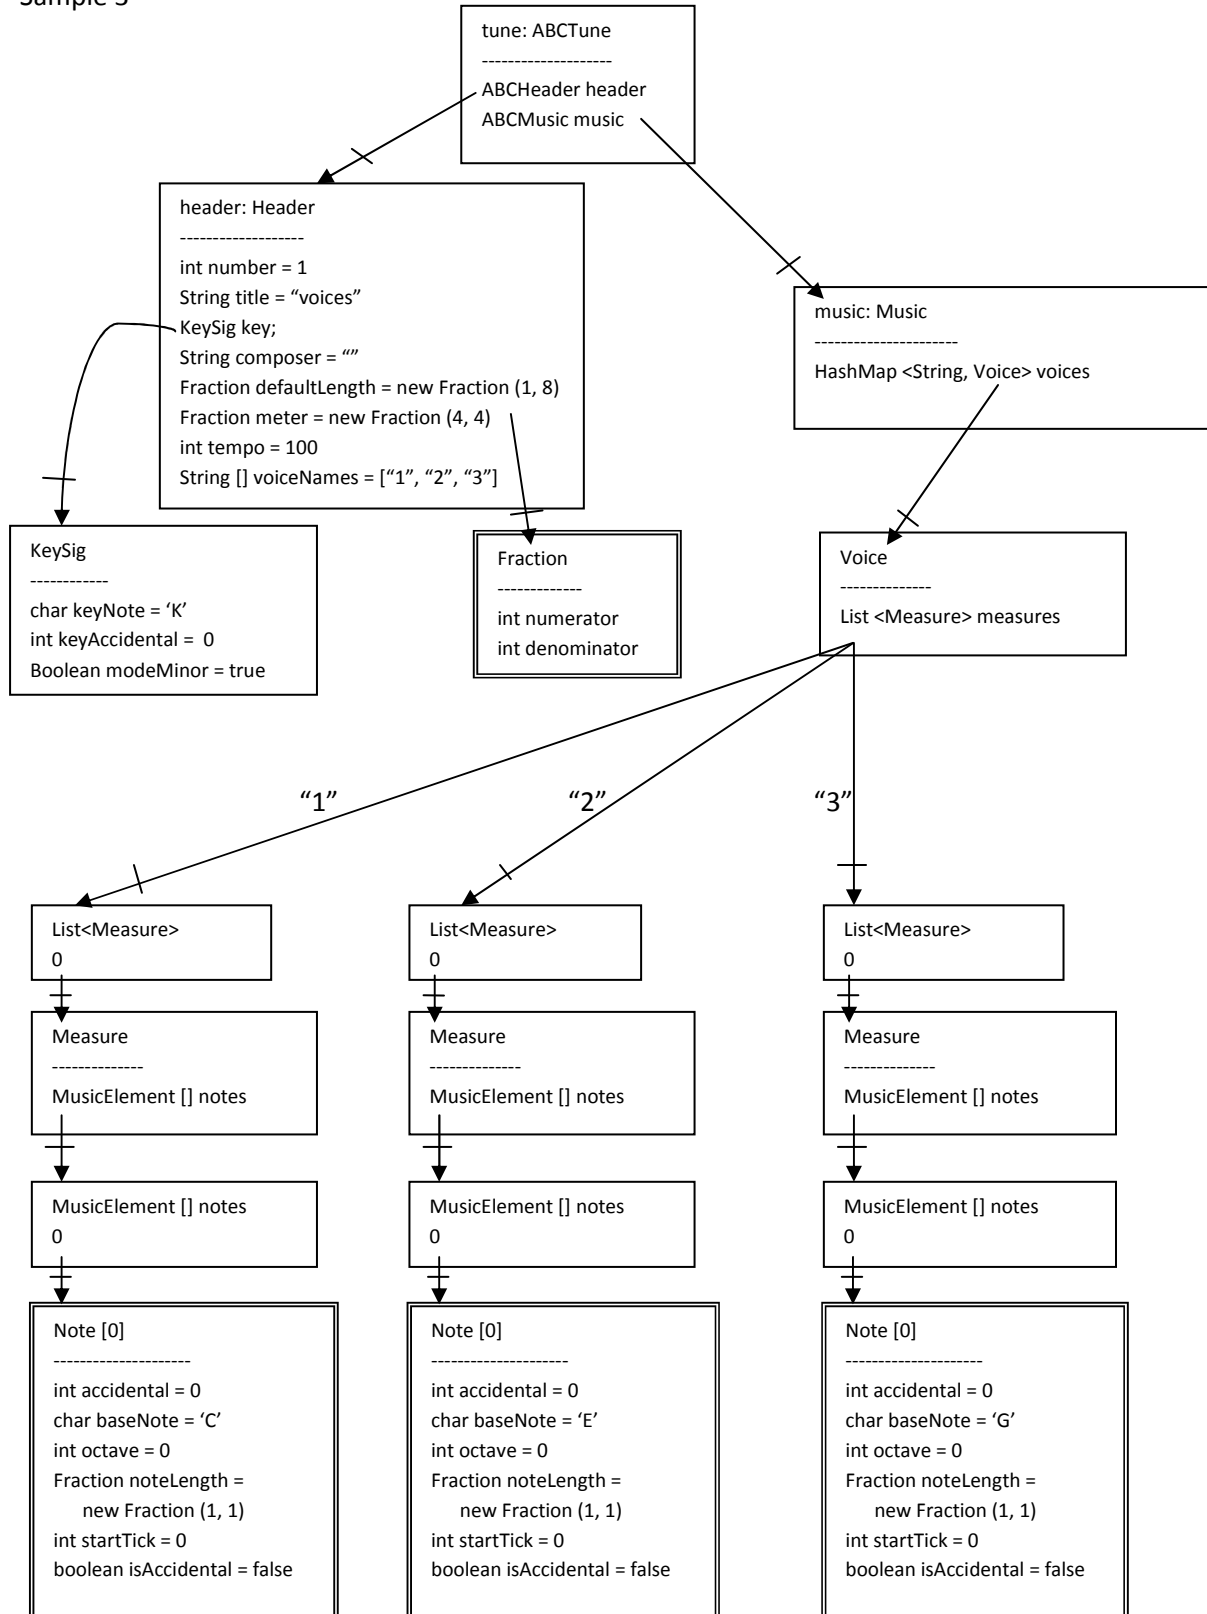 Sample 3
tune: ABCTune
--------------------
ABCHeader header
ABCMusic music
header: Header
-------------------
int number = 1
String title = “voices”
KeySig key;
String composer = “”
Fraction defaultLength = new Fraction (1, 8)
Fraction meter = new Fraction (4, 4)
int tempo = 100
String [] voiceNames = [“1”, “2”, “3”]
music: Music
----------------------
HashMap <String, Voice> voices
KeySig
------------
char keyNote = ‘K’
int keyAccidental = 0
Boolean modeMinor = true
Fraction
-------------
int numerator
int denominator
Voice
--------------
List <Measure> measures
“1”
“2”
“3”
List<Measure>
0
Measure
--------------
MusicElement [] notes
MusicElement [] notes
0
Note [0]
---------------------
int accidental = 0
char baseNote = ‘C’
int octave = 0
Fraction noteLength =
new Fraction (1, 1)
int startTick = 0
boolean isAccidental = false
List<Measure>
0
Measure
--------------
MusicElement [] notes
MusicElement [] notes
0
Note [0]
---------------------
int accidental = 0
char baseNote = ‘E’
int octave = 0
Fraction noteLength =
new Fraction (1, 1)
int startTick = 0
boolean isAccidental = false
List<Measure>
0
Measure
--------------
MusicElement [] notes
MusicElement [] notes
0
Note [0]
---------------------
int accidental = 0
char baseNote = ‘G’
int octave = 0
Fraction noteLength =
new Fraction (1, 1)
int startTick = 0
boolean isAccidental = false